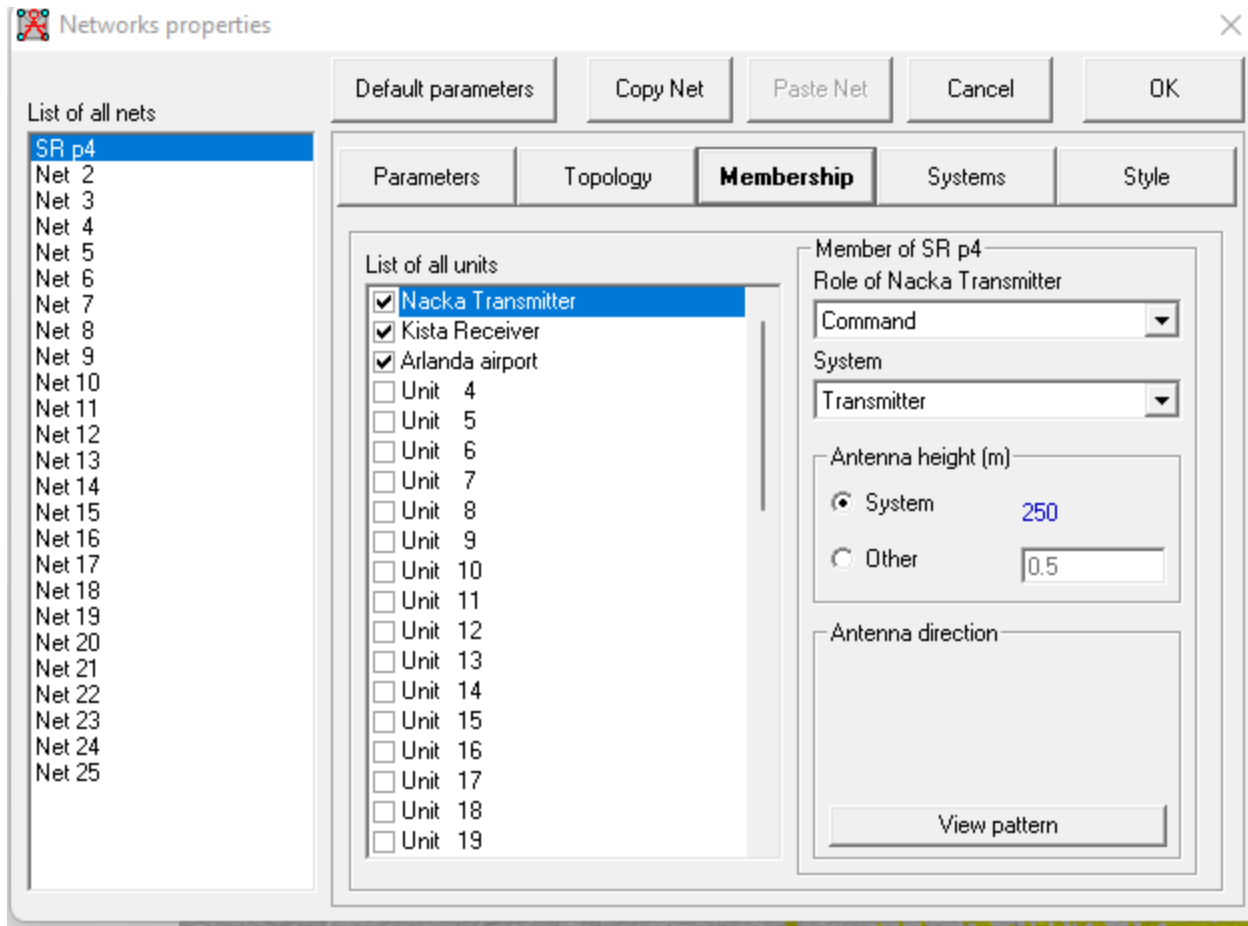 Networks properties
Default parameters
Copy Net
Paste Net
Cancel
OK
List of all nets
SR p4
Net 2
Net 3
Net 4
Net 5
Net 6
Net 7
Net 8
Net 9
Net 10
Net 11
Net 12
Net 13
Net 14
Net 15
Net 16
Net 17
Net 18
Net 19
Net 20
Net 21
Net 22
Net 23
Net 24
Net 25
Parameters
Topology
Membership
Systems
Style
List of all units
Nacka Transmitter
Kista Receiver
Arlanda airport
Unit 4
Unit 5
Unit 6
Unit 7
Unit 8
Unit 9
Unit 10
Unit 11
Unit 12
Unit 13
Unit 14
Unit 15
Unit 16
Unit 17
Unit 18
Unit 19
Member of SR p4
Role of Nacka Transmitter
Command
System
Transmitter
Antenna height (m)
System 250
Other 0.5
Antenna direction
View pattern